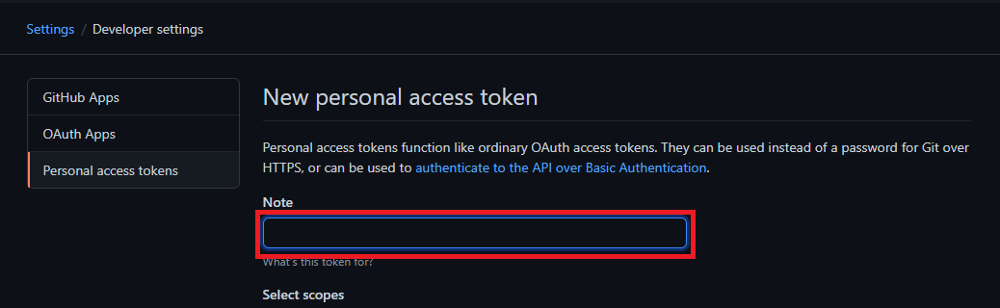 Settings / Developer settings
GitHub Apps
OAuth Apps
Personal access tokens
New personal access token
Personal access tokens function like ordinary OAuth access tokens. They can be used instead of a password for Git over
HTTPS, or can be used to authenticate to the API over Basic Authentication.
Note
What's this token for?
Select scopes